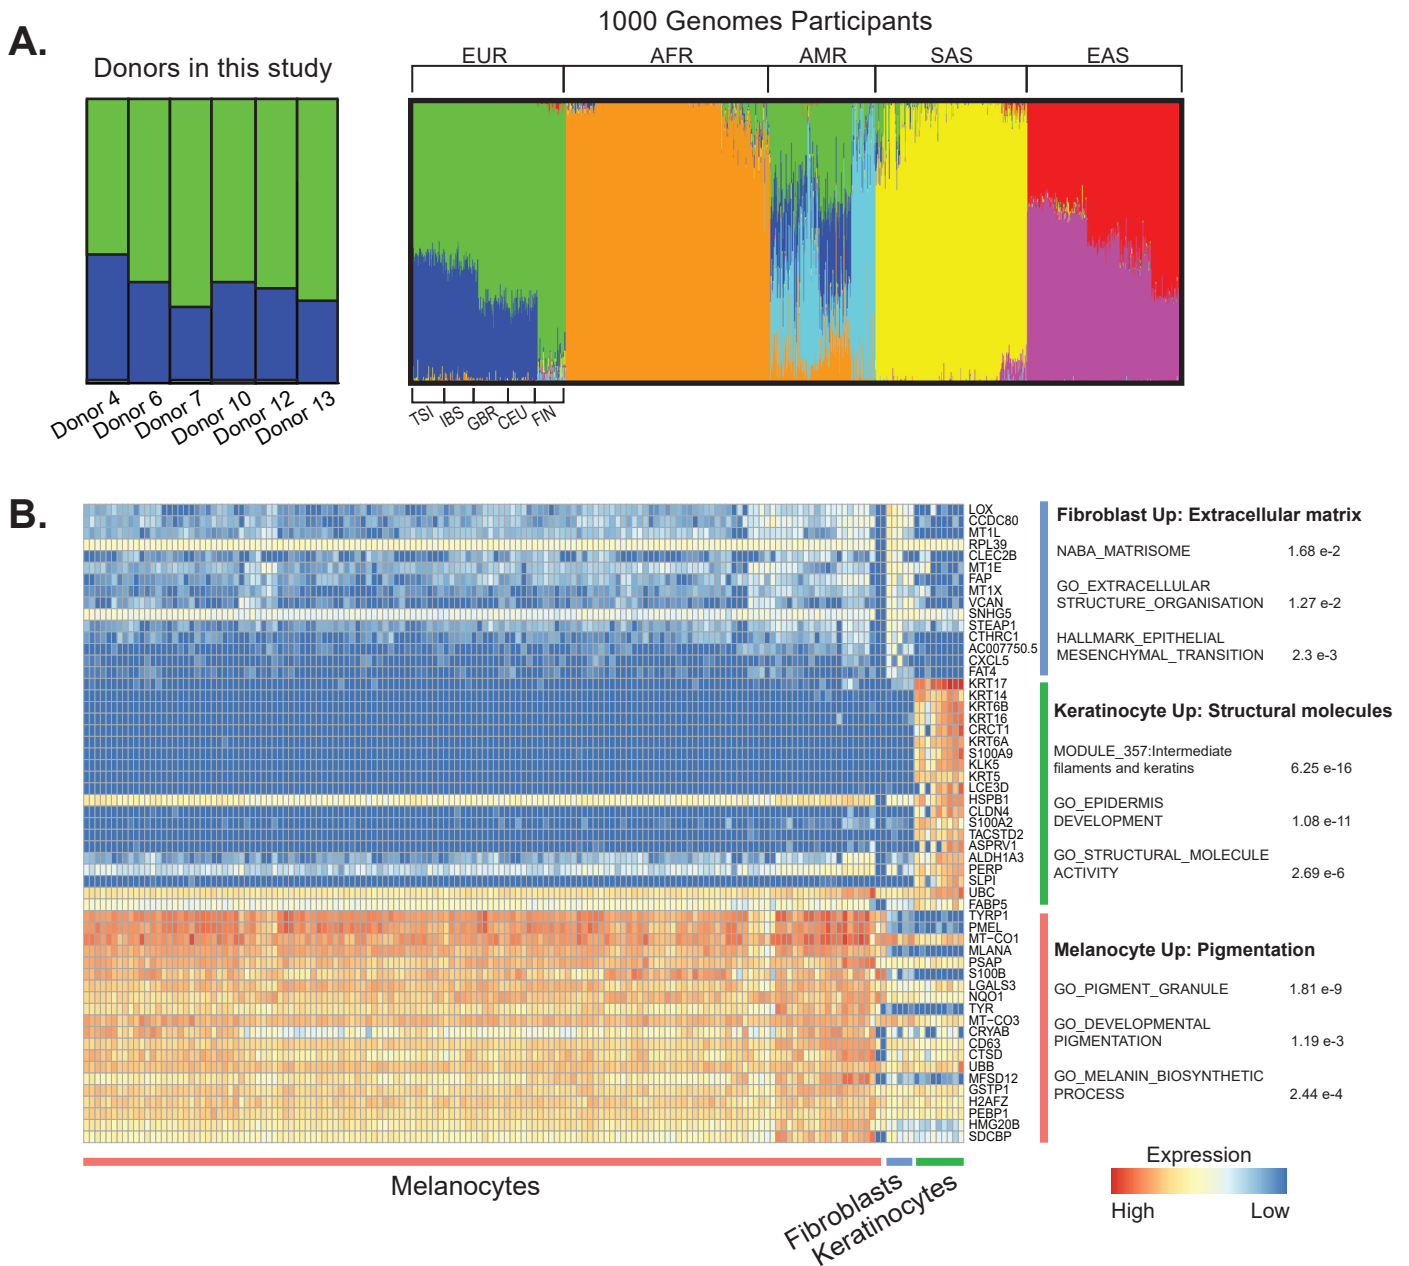 A.
1000 Genomes Participants
Donors in this study
EUR
AFR
AMR
SAS
EAS
Donor 4
Donor 6
Donor 7
Donor 10
Donor 12
Donor 13
TSI
IBS
GBR
CEU
FIN
B.
LOX
CCDC80
MT1L
RPL39
CLEC2B
MT1E
FAP
MT1X
VCAN
SNHG5
STEAP1
CTHRC1
AC007750.5
CXCL5
FAT4
KRT17
KRT14
KRT6B
KRT16
CRCT1
KRT6A
S100A9
KLK5
KRT5
LCE3D
HSPB1
CLDN4
S100A2
TACSTD2
ASPRV1
ALDH1A3
PERP
SLPI
UBC
FABP5
TYRP1
PMEL
MT−CO1
MLANA
PSAP
S100B
LGALS3
NQO1
TYR
MT−CO3
CRYAB
CD63
CTSD
UBB
MFSD12
GSTP1
H2AFZ
PEBP1
HMG20B
SDCBP
Fibroblast Up: Extracellular matrix
NABA_MATRISOME 1.68 e-2
GO_EXTRACELLULAR
STRUCTURE_ORGANISATION 1.27 e-2
HALLMARK_EPITHELIAL
MESENCHYMAL_TRANSITION 2.3 e-3
Keratinocyte Up: Structural molecules
MODULE_357:Intermediate
filaments and keratins 6.25 e-16
GO_EPIDERMIS
DEVELOPMENT 1.08 e-11
GO_STRUCTURAL_MOLECULE
ACTIVITY 2.69 e-6
Melanocyte Up: Pigmentation
GO_PIGMENT_GRANULE 1.81 e-9
GO_DEVELOPMENTAL
PIGMENTATION 1.19 e-3
GO_MELANIN_BIOSYNTHETIC
PROCESS 2.44 e-4
Melanocytes
Fibroblasts
Keratinocytes
Expression
High Low